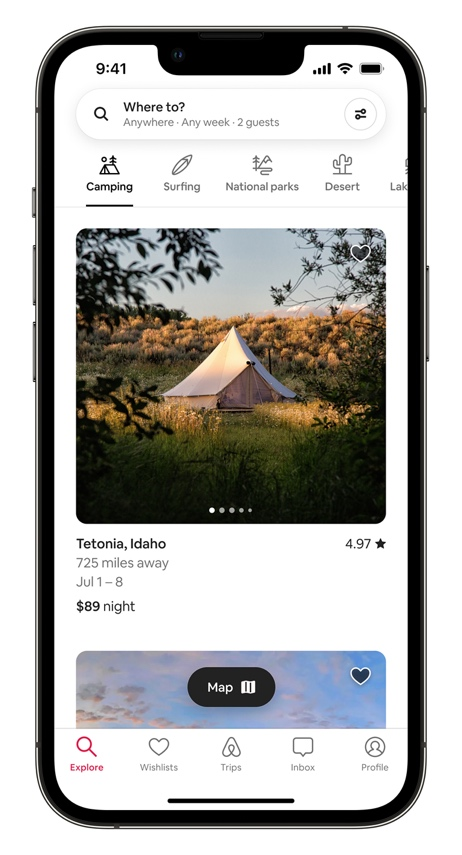 9:41
Where to?
Anywhere · Any week · 2 guests
Camping Surfing National parks Desert Lak
Tetonia, Idaho 4.97 ★
725 miles away
Jul 1 – 8
$89 night
Map
Explore Wishlists Trips Inbox Profile